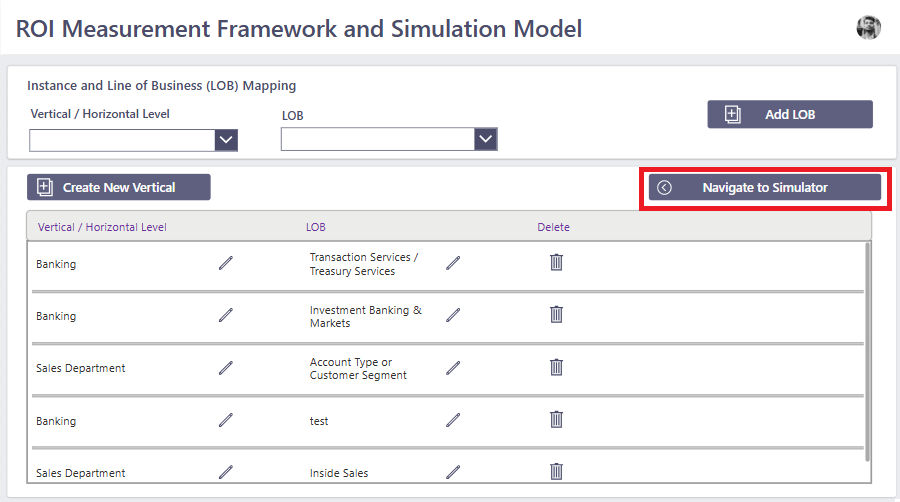 ROI Measurement Framework and Simulation Model
Instance and Line of Business (LOB) Mapping
Vertical / Horizontal Level
LOB
Add LOB
Create New Vertical
Navigate to Simulator
Vertical / Horizontal Level LOB Delete
Banking
Transaction Services /
Treasury Services
Banking
Investment Banking &
Markets
Sales Department
Account Type or
Customer Segment
Banking
test
Sales Department
Inside Sales